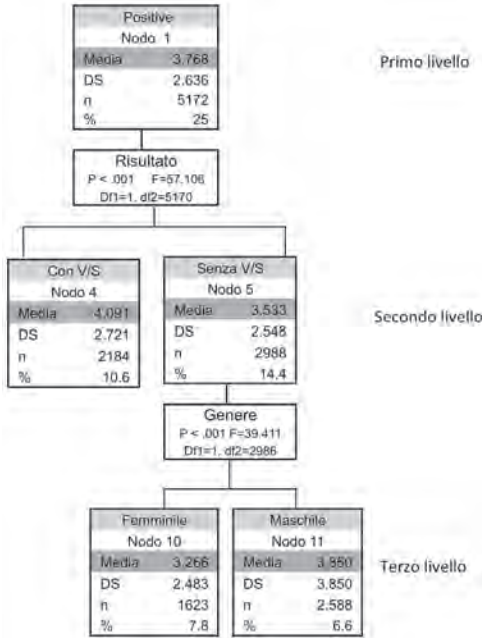 Positive
Nodo 1
Media 3.768
DS 2.636
n 5172
% 25
Primo livello
Risultato
P < .001 F=57.106
Df1=1, df2=5170
Con V/S
Nodo 4
Media 4.091
DS 2.721
n 2184
% 10.6
Senza V/S
Nodo 5
Media 3.533
DS 2.548
n 2988
% 14.4
Secondo livello
Genere
P < .001 F=39.411
Df1=1, df2=2986
Femminile
Nodo 10
Media 3.266
DS 2.483
n 1623
% 7.8
Maschile
Nodo 11
Media 3.850
DS 3.850
n 2.588
% 6.6
Terzo livello